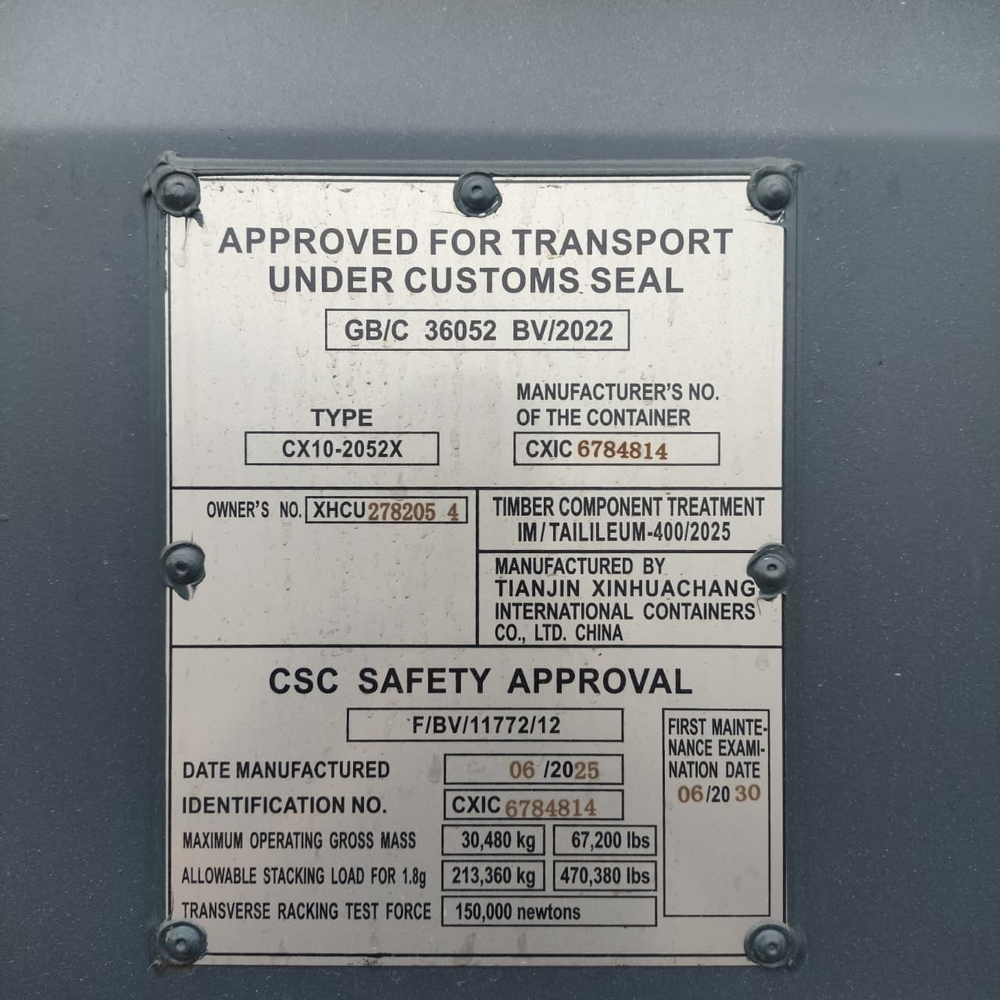 APPROVED FOR TRANSPORT
UNDER CUSTOMS SEAL
GB/C 36052 BV/2022
TYPE
CX10-2052X
MANUFACTURER'S NO.
OF THE CONTAINER
CXIC 6784814
OWNER'S NO. XHCU 278205 4
TIMBER COMPONENT TREATMENT
IM/TAILILEUM-400/2025
MANUFACTURED BY
TIANJIN XINHUACHANG
INTERNATIONAL CONTAINERS
CO., LTD. CHINA
CSC SAFETY APPROVAL
F/BV/11772/12
DATE MANUFACTURED 06/2025
IDENTIFICATION NO. CXIC 6784814
MAXIMUM OPERATING GROSS MASS 30,480 kg 67,200 lbs
ALLOWABLE STACKING LOAD FOR 1.8g 213,360 kg 470,380 lbs
TRANSVERSE RACKING TEST FORCE 150,000 newtons
FIRST MAINTE-
NANCE EXAMI-
NATION DATE
06/2030